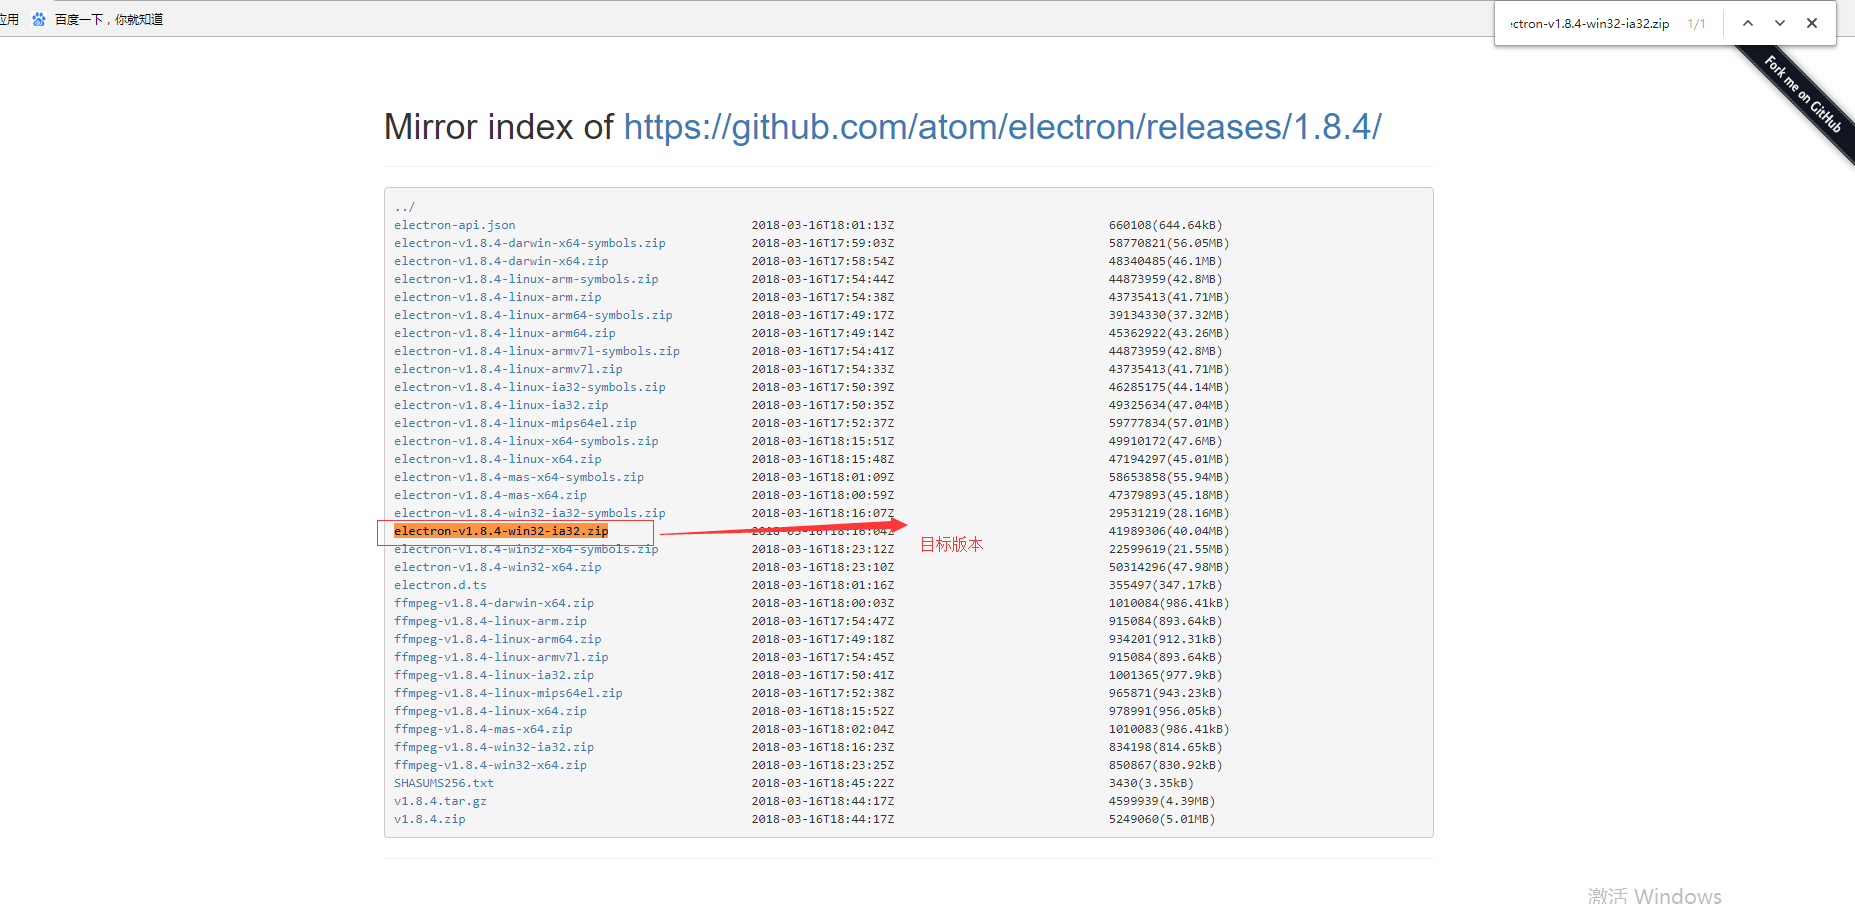 应用 百度一下，你就知道
ctron-v1.8.4-win32-ia32.zip 1/1
Fork me on GitHub
Mirror index of https://github.com/atom/electron/releases/1.8.4/
../
electron-api.json 2018-03-16T18:01:13Z 660108(644.64kB)
electron-v1.8.4-darwin-x64-symbols.zip 2018-03-16T17:59:03Z 58770821(56.05MB)
electron-v1.8.4-darwin-x64.zip 2018-03-16T17:58:54Z 48340485(46.1MB)
electron-v1.8.4-linux-arm-symbols.zip 2018-03-16T17:54:44Z 44873959(42.8MB)
electron-v1.8.4-linux-arm.zip 2018-03-16T17:54:38Z 43735413(41.71MB)
electron-v1.8.4-linux-arm64-symbols.zip 2018-03-16T17:49:17Z 39134330(37.32MB)
electron-v1.8.4-linux-arm64.zip 2018-03-16T17:49:14Z 45362922(43.26MB)
electron-v1.8.4-linux-armv7l-symbols.zip 2018-03-16T17:54:41Z 44873959(42.8MB)
electron-v1.8.4-linux-armv7l.zip 2018-03-16T17:54:33Z 43735413(41.71MB)
electron-v1.8.4-linux-ia32-symbols.zip 2018-03-16T17:50:39Z 46285175(44.14MB)
electron-v1.8.4-linux-ia32.zip 2018-03-16T17:50:35Z 49325634(47.04MB)
electron-v1.8.4-linux-mips64el.zip 2018-03-16T17:52:37Z 59777834(57.01MB)
electron-v1.8.4-linux-x64-symbols.zip 2018-03-16T18:15:51Z 49910172(47.6MB)
electron-v1.8.4-linux-x64.zip 2018-03-16T18:15:48Z 47194297(45.01MB)
electron-v1.8.4-mas-x64-symbols.zip 2018-03-16T18:01:09Z 58653858(55.94MB)
electron-v1.8.4-mas-x64.zip 2018-03-16T18:00:59Z 47379893(45.18MB)
electron-v1.8.4-win32-ia32-symbols.zip 2018-03-16T18:16:07Z 29531219(28.16MB)
electron-v1.8.4-win32-ia32.zip 2018-03-16T18:16:04Z 41989306(40.04MB)
目标版本
electron-v1.8.4-win32-x64-symbols.zip 2018-03-16T18:23:12Z 22599619(21.55MB)
electron-v1.8.4-win32-x64.zip 2018-03-16T18:23:10Z 50314296(47.98MB)
electron.d.ts 2018-03-16T18:01:16Z 355497(347.17kB)
ffmpeg-v1.8.4-darwin-x64.zip 2018-03-16T18:00:03Z 1010084(986.41kB)
ffmpeg-v1.8.4-linux-arm.zip 2018-03-16T17:54:47Z 915084(893.64kB)
ffmpeg-v1.8.4-linux-arm64.zip 2018-03-16T17:49:18Z 934201(912.31kB)
ffmpeg-v1.8.4-linux-armv7l.zip 2018-03-16T17:54:45Z 915084(893.64kB)
ffmpeg-v1.8.4-linux-ia32.zip 2018-03-16T17:50:41Z 1001365(977.9kB)
ffmpeg-v1.8.4-linux-mips64el.zip 2018-03-16T17:52:38Z 965871(943.23kB)
ffmpeg-v1.8.4-linux-x64.zip 2018-03-16T18:15:52Z 978991(956.05kB)
ffmpeg-v1.8.4-mas-x64.zip 2018-03-16T18:02:04Z 1010083(986.41kB)
ffmpeg-v1.8.4-win32-ia32.zip 2018-03-16T18:16:23Z 834198(814.65kB)
ffmpeg-v1.8.4-win32-x64.zip 2018-03-16T18:23:25Z 850867(830.92kB)
SHASUMS256.txt 2018-03-16T18:45:22Z 3430(3.35kB)
v1.8.4.tar.gz 2018-03-16T18:44:17Z 4599939(4.39MB)
v1.8.4.zip 2018-03-16T18:44:17Z 5249060(5.01MB)
激活 Windows